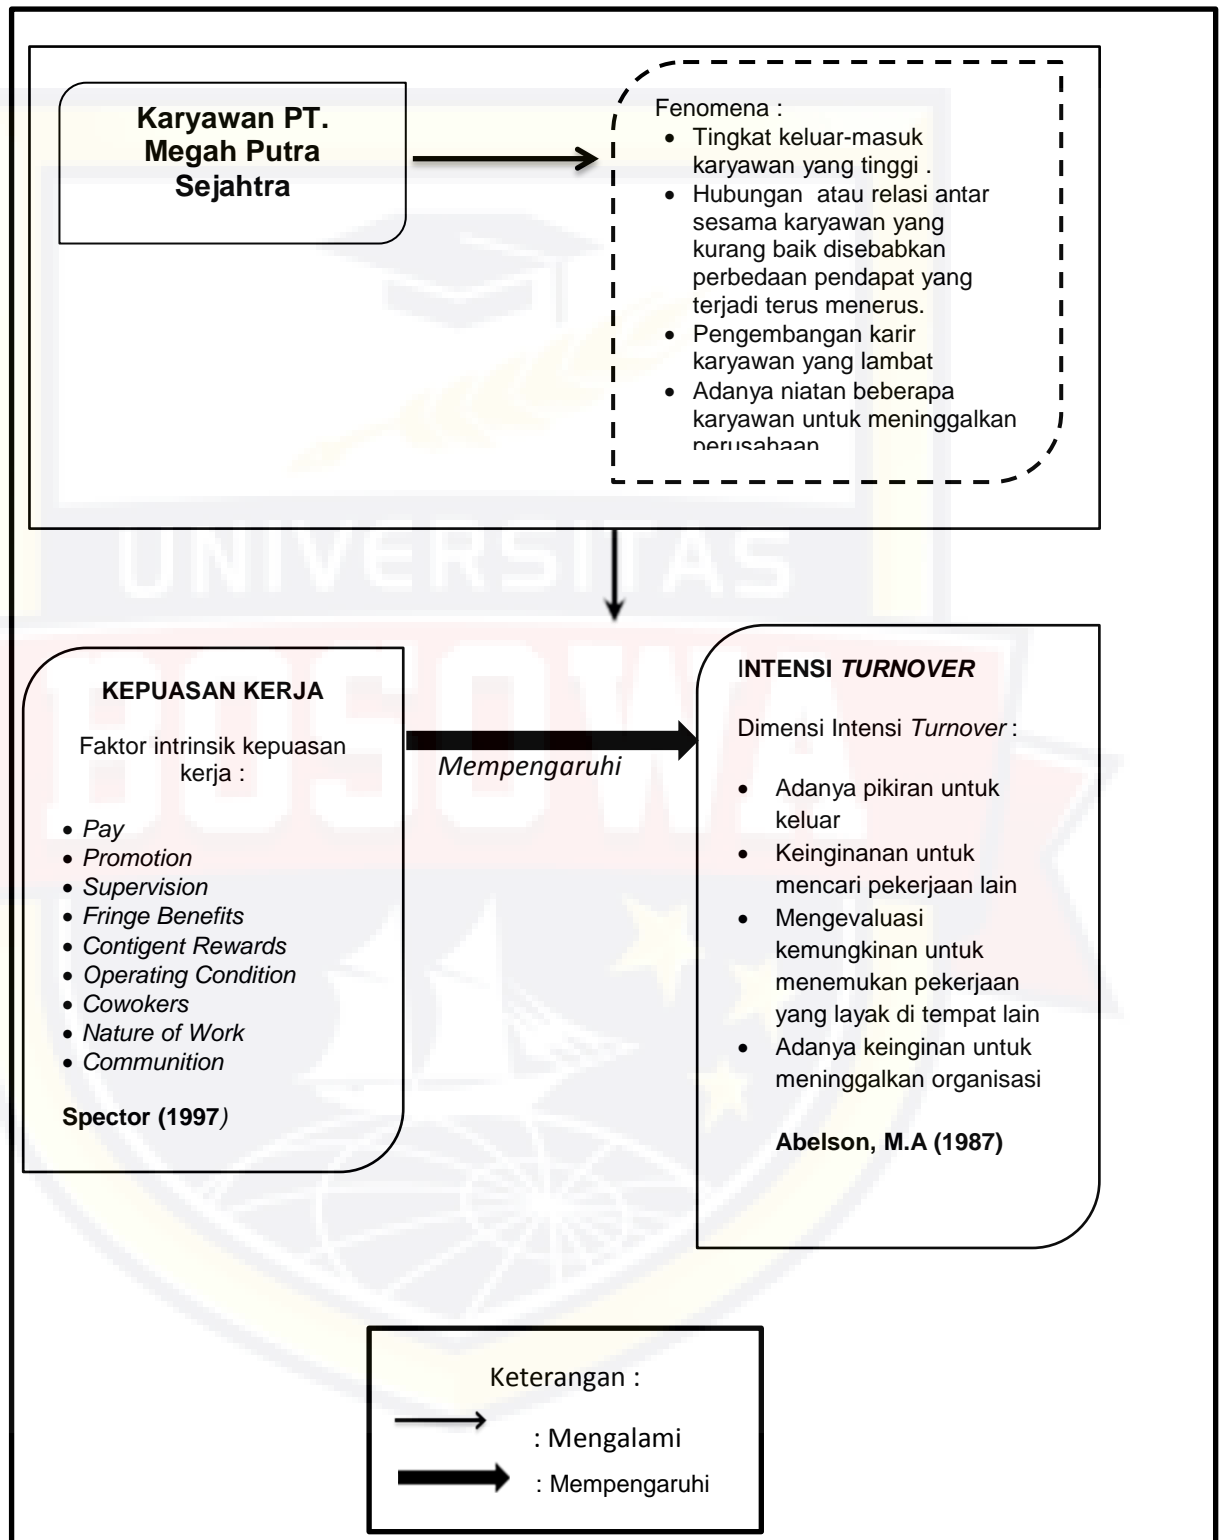 Karyawan PT.
Megah Putra
Sejahtra
Fenomena :
• Tingkat keluar-masuk
karyawan yang tinggi .
• Hubungan atau relasi antar
sesama karyawan yang
kurang baik disebabkan
perbedaan pendapat yang
terjadi terus menerus.
• Pengembangan karir
karyawan yang lambat
• Adanya niatan beberapa
karyawan untuk meninggalkan
perusahaan
UNIVERSITAS
BOSOWA
KEPUASAN KERJA
Faktor intrinsik kepuasan
kerja :
• Pay
• Promotion
• Supervision
• Fringe Benefits
• Contigent Rewards
• Operating Condition
• Cowokers
• Nature of Work
• Communition
Spector (1997)
Mempengaruhi
INTENSI TURNOVER
Dimensi Intensi Turnover :
• Adanya pikiran untuk
keluar
• Keinginanan untuk
mencari pekerjaan lain
• Mengevaluasi
kemungkinan untuk
menemukan pekerjaan
yang layak di tempat lain
• Adanya keinginan untuk
meninggalkan organisasi
Abelson, M.A (1987)
Keterangan :
: Mengalami
: Mempengaruhi